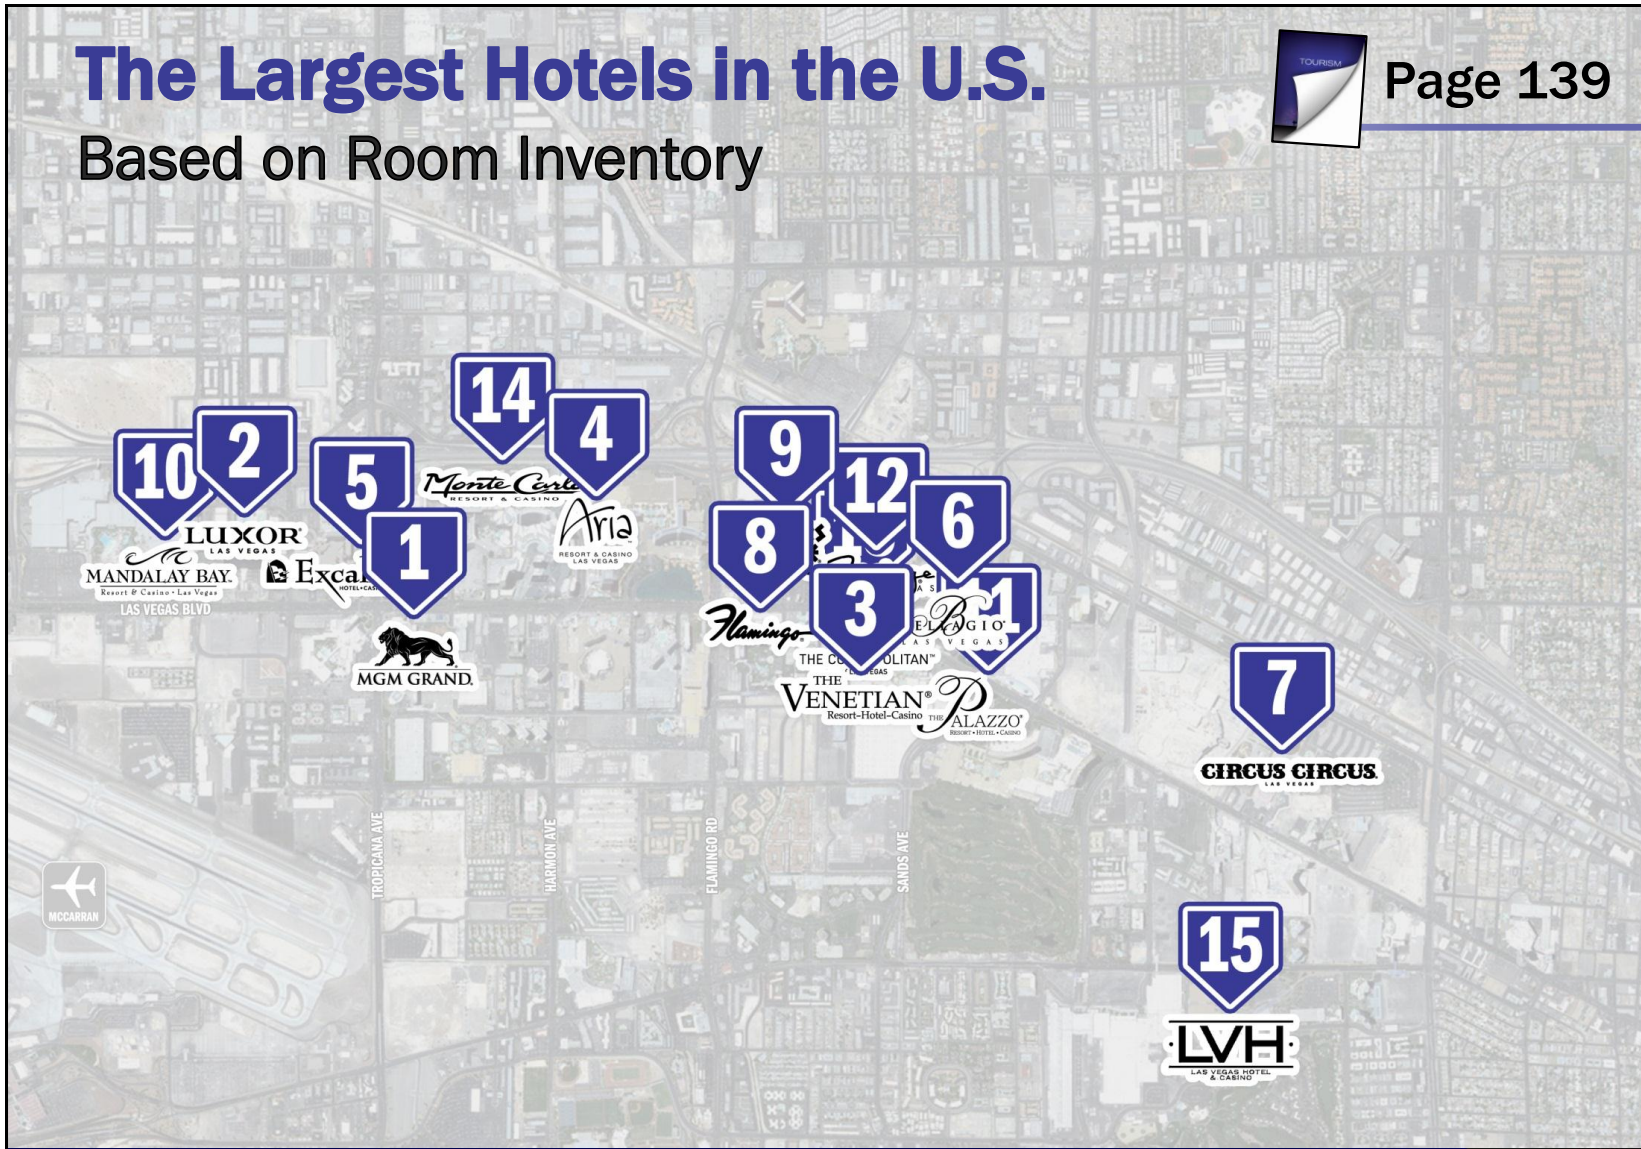 The Largest Hotels in the U.S.
Based on Room Inventory
TOURISM
Page 139
14
4
10
2
5
1
9
12
6
8
3
11
7
15
Monte Carlo
RESORT & CASINO
Aria
RESORT & CASINO
LAS VEGAS
LUXOR
LAS VEGAS
MANDALAY BAY.
Resort & Casino • Las Vegas
LAS VEGAS BLVD
MGM GRAND.
Flamingo
BELLAGIO
LAS VEGAS
THE
VENETIAN®
Resort–Hotel–Casino
THE PALAZZO
RESORT • HOTEL • CASINO
CIRCUS CIRCUS.
LAS VEGAS
TROPICANA AVE
HARMON AVE
FLAMINGO RD
SANDS AVE
MCCARRAN
LVH
LAS VEGAS HOTEL
& CASINO